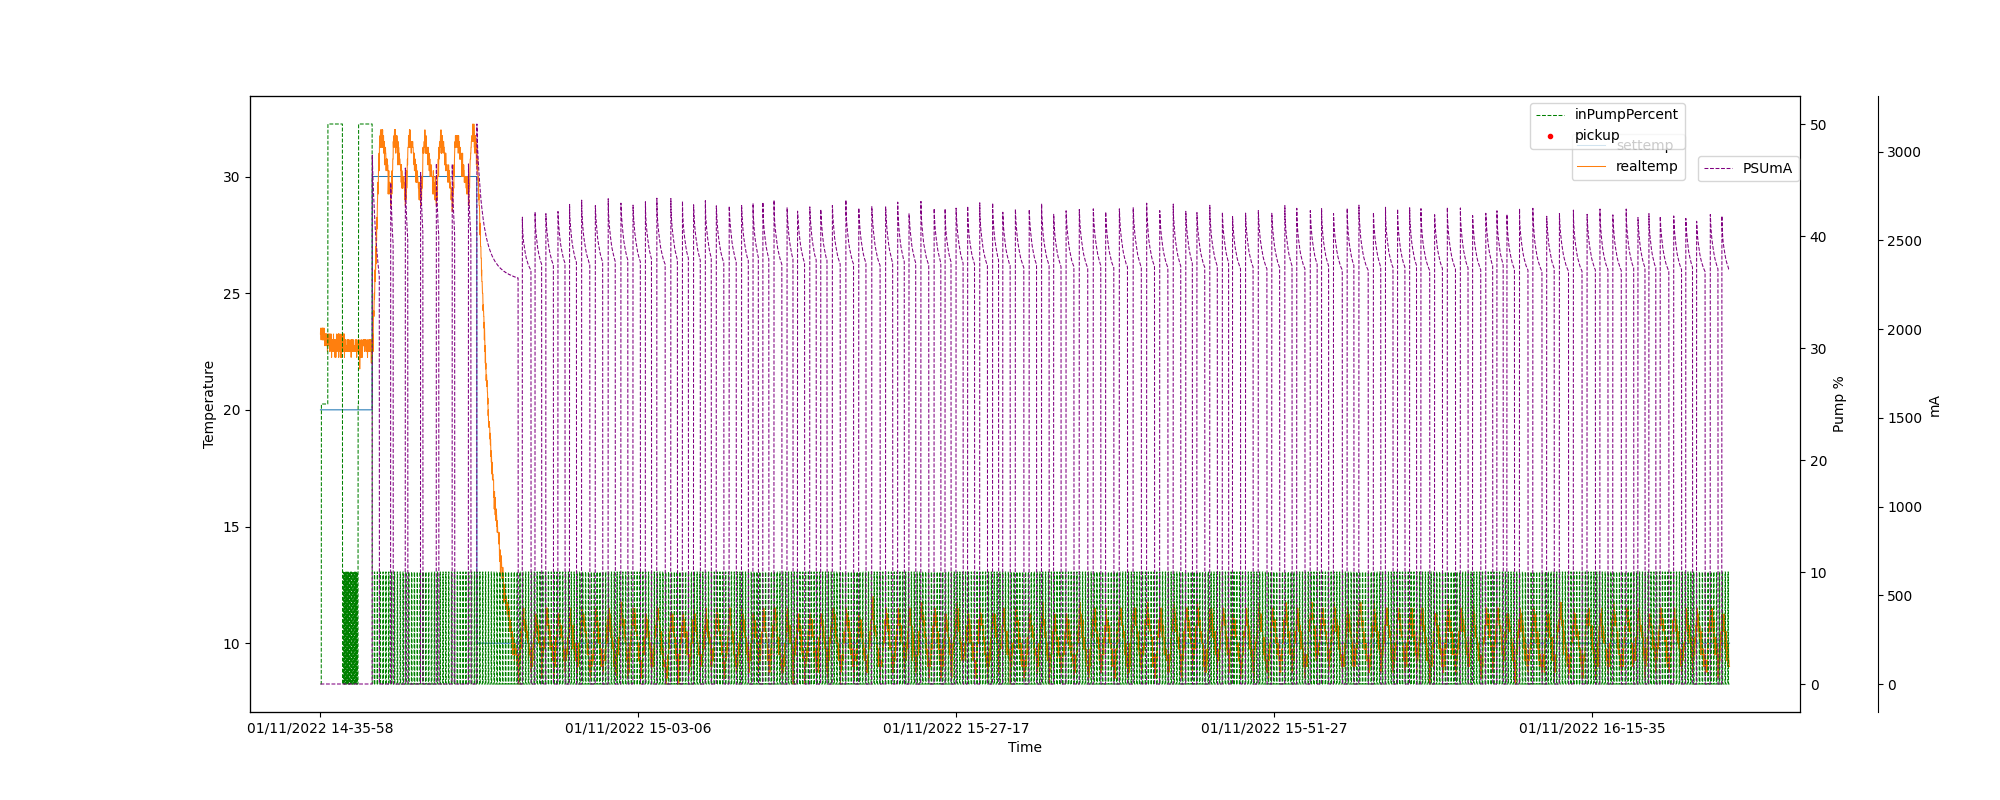 inPumpPercent
pickup
settemp
realtemp
PSUmA
Temperature
30
25
20
15
10
50
40
30
20
10
0
Pump %
3000
2500
2000
1500
1000
500
0
mA
01/11/2022 14-35-58
01/11/2022 15-03-06
01/11/2022 15-27-17
01/11/2022 15-51-27
01/11/2022 16-15-35
Time